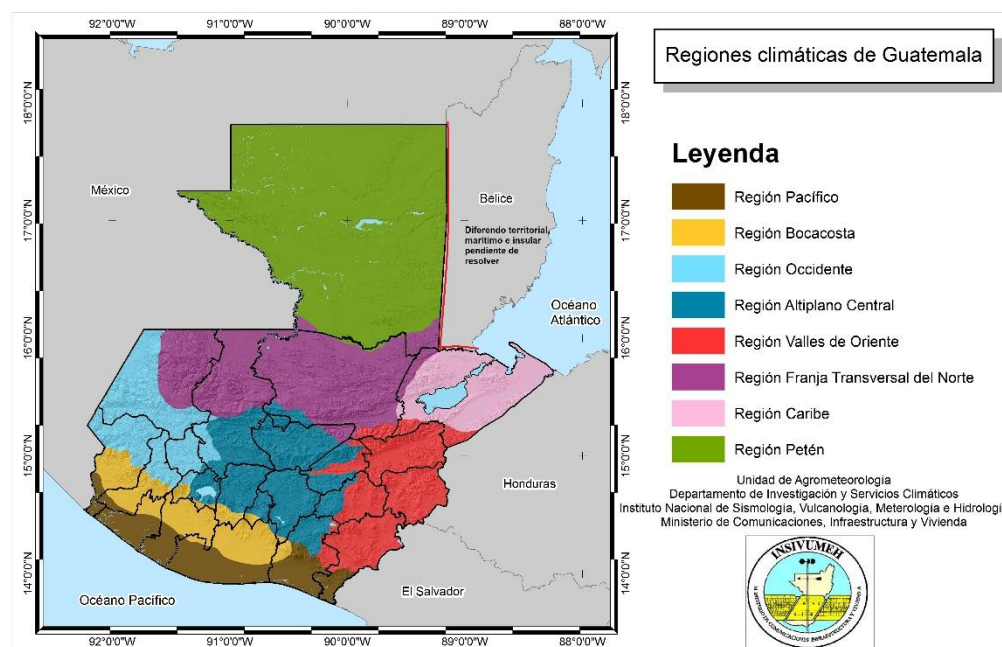 Regiones climáticas de Guatemala
92°0'0"W 91°0'0"W 90°0'0"W 89°0'0"W 88°0'0"W
18°0'0"N 18°0'0"N
17°0'0"N 17°0'0"N
16°0'0"N 16°0'0"N
15°0'0"N 15°0'0"N
14°0'0"N 14°0'0"N
México
Belice
Diferendo territorial,
marítimo e insular
pendiente de
resolver
Océano
Atlántico
Honduras
El Salvador
Océano Pacífico
92°0'0"W 91°0'0"W 90°0'0"W 89°0'0"W 88°0'0"W
Leyenda
Región Pacífico
Región Bocacosta
Región Occidente
Región Altiplano Central
Región Valles de Oriente
Región Franja Transversal del Norte
Región Caribe
Región Petén
Unidad de Agrometeorología
Departamento de Investigación y Servicios Climáticos
Instituto Nacional de Sismología, Vulcanología, Meterología e Hidrologí
Ministerio de Comunicaciones, Infraestructura y Vivienda
INSIVUMEH